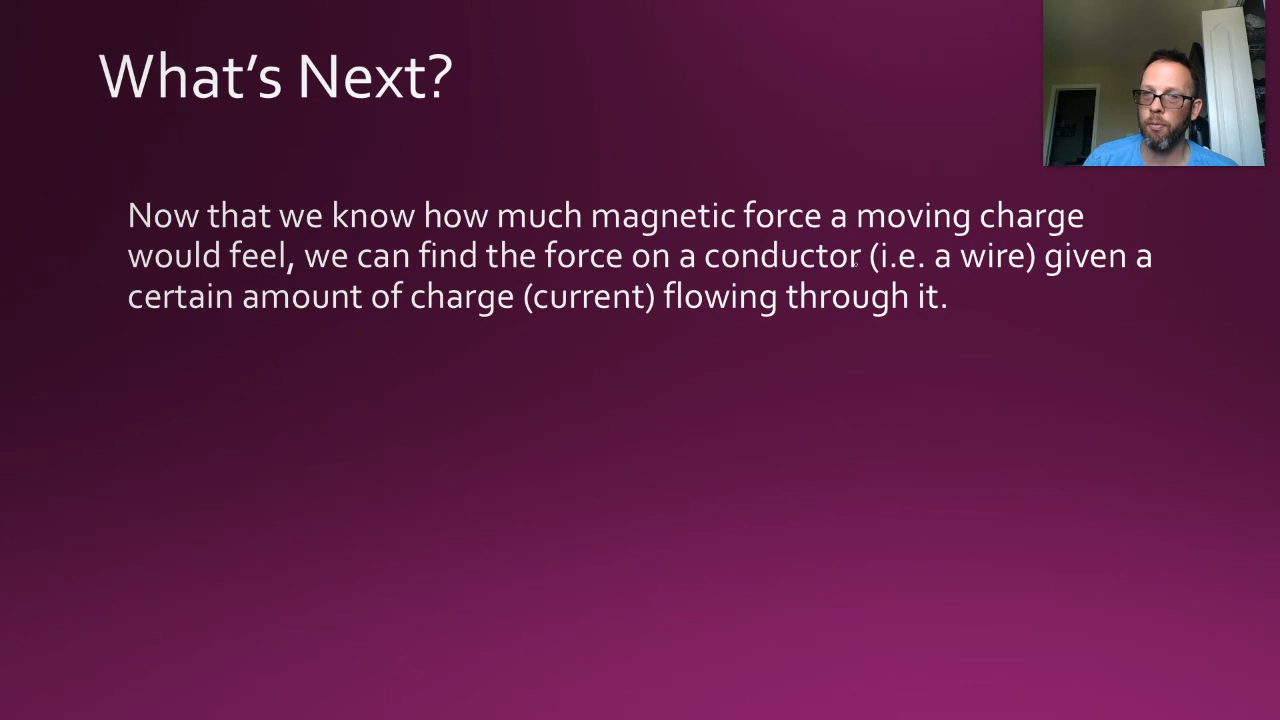 What's Next?
Now that we know how much magnetic force a moving charge
would feel, we can find the force on a conductor (i.e. a wire) given a
certain amount of charge (current) flowing through it.